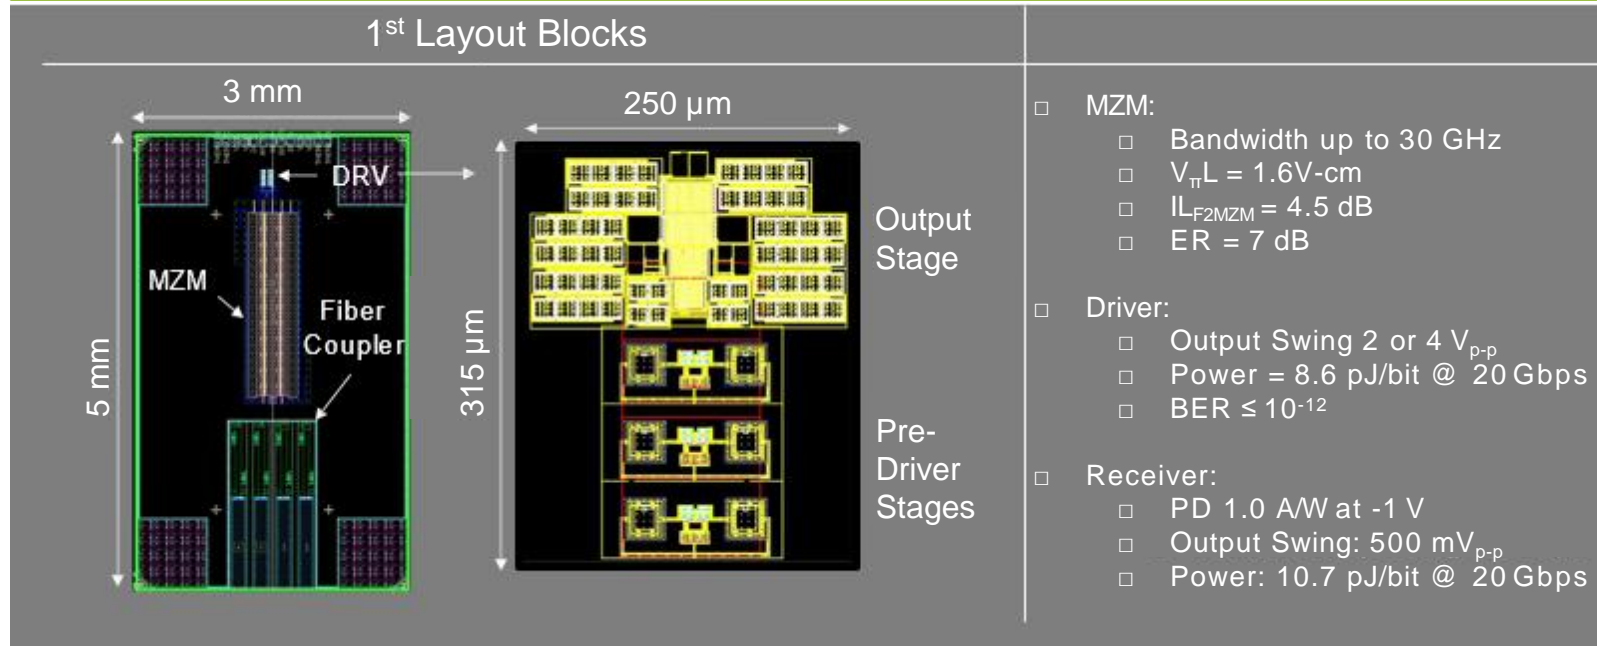 1st Layout Blocks
3 mm
DRV
MZM
Fiber
Coupler
5 mm
250 µm
315 µm
Output
Stage
Pre-
Driver
Stages
□ MZM:
□ Bandwidth up to 30 GHz
□ VπL = 1.6V-cm
□ ILF2MZM = 4.5 dB
□ ER = 7 dB
□ Driver:
□ Output Swing 2 or 4 Vp-p
□ Power = 8.6 pJ/bit @ 20 Gbps
□ BER ≤ 10-12
□ Receiver:
□ PD 1.0 A/W at -1 V
□ Output Swing: 500 mVp-p
□ Power: 10.7 pJ/bit @ 20 Gbps